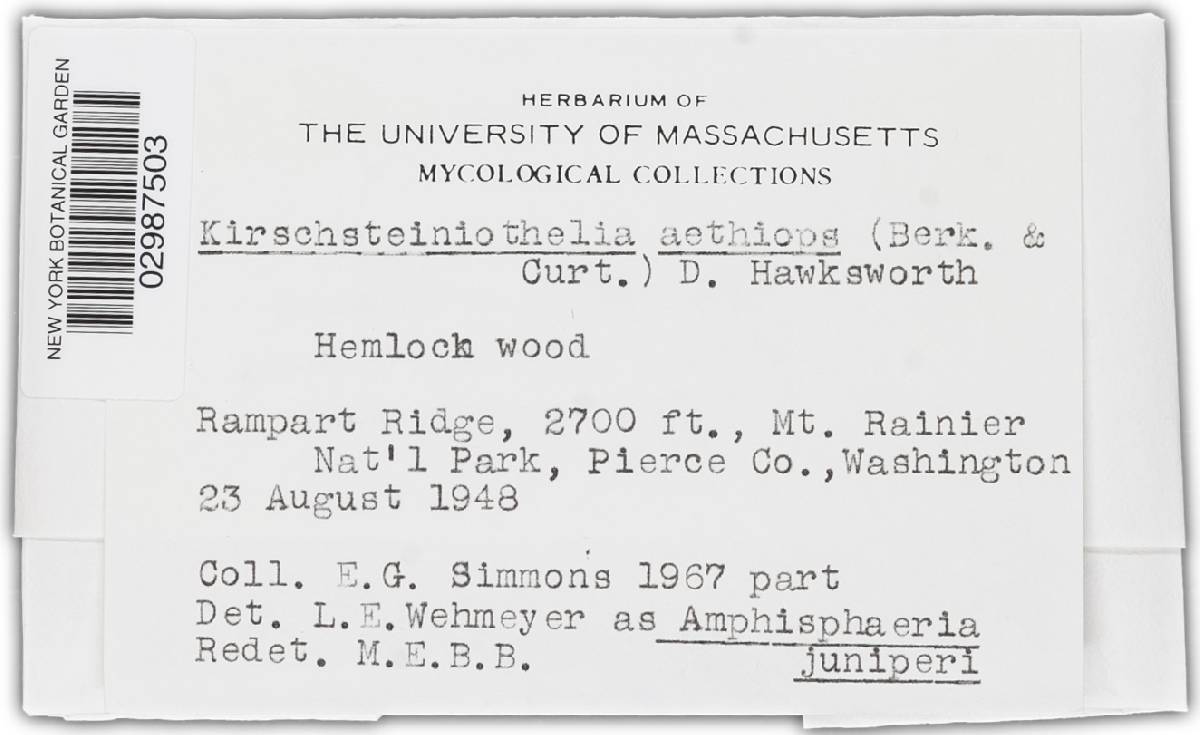 NEW YORK BOTANICAL GARDEN
02987503
HERBARIUM OF
THE UNIVERSITY OF MASSACHUSETTS
MYCOLOGICAL COLLECTIONS
Kirschsteiniothelia aethiops (Berk. &
Curt.) D. Hawksworth
Hemlock wood
Rampart Ridge, 2700 ft., Mt. Rainier
Nat'l Park, Pierce Co.,Washington
23 August 1948
Coll. E.G. Simmons 1967 part
Det. L.E.Wehmeyer as Amphisphaeria
juniperi
Redet. M.E.B.B.